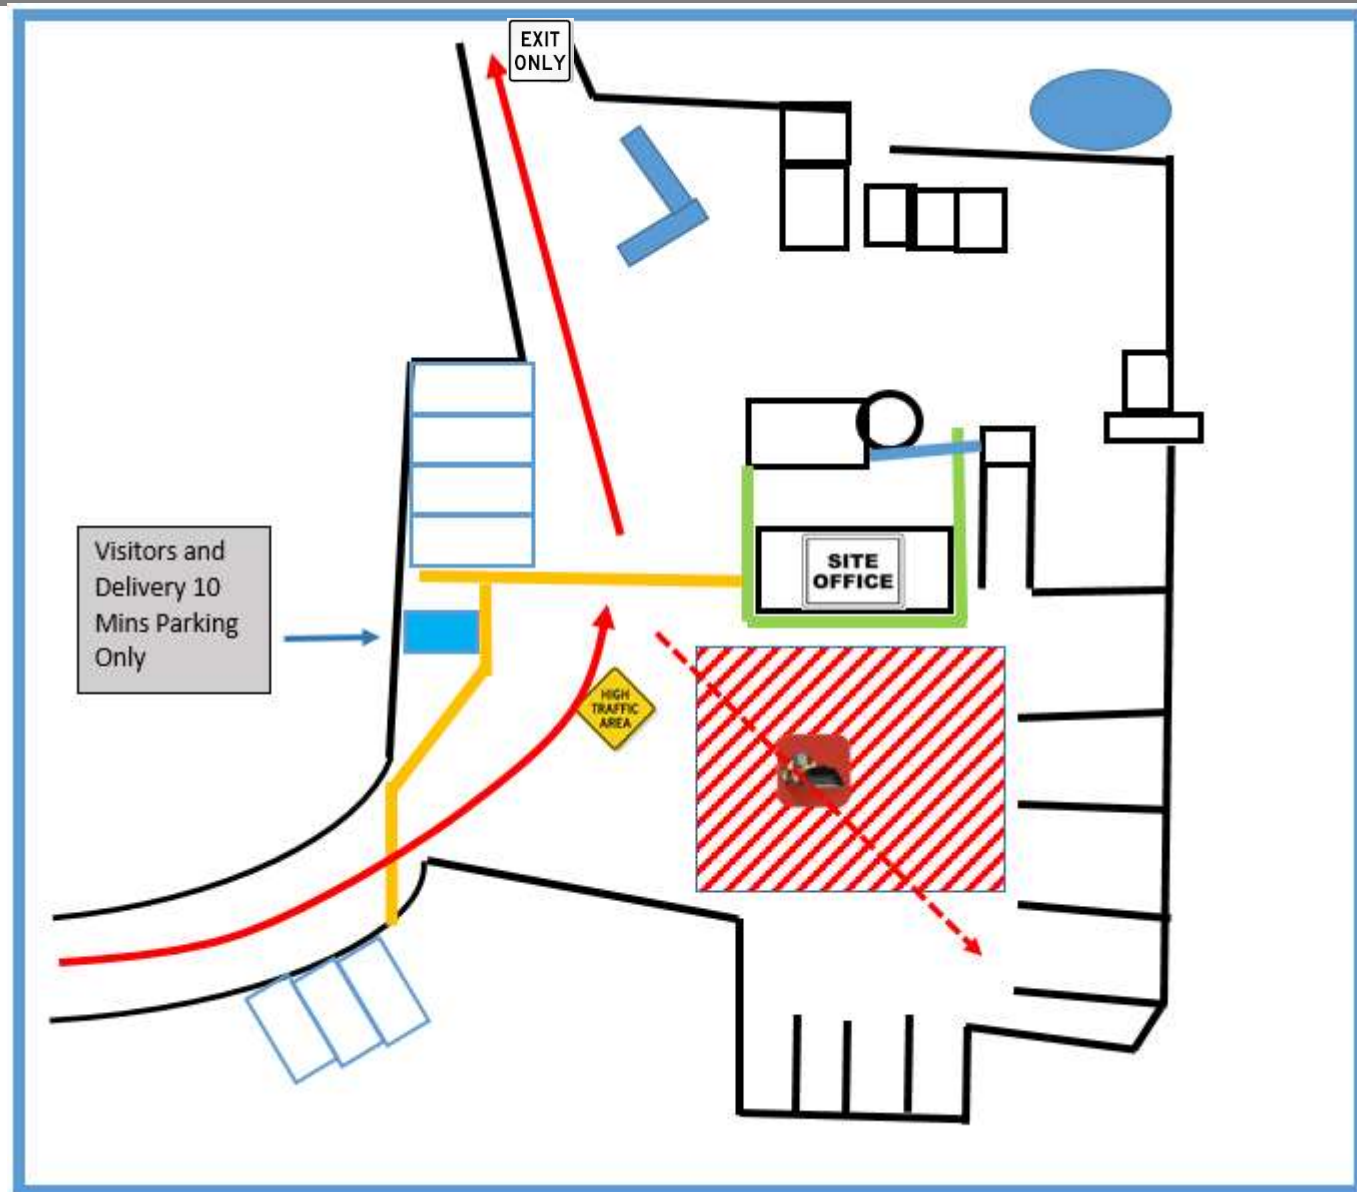 EXIT
ONLY
Visitors and
Delivery 10
Mins Parking
Only
SITE
OFFICE
HIGH
TRAFFIC
AREA